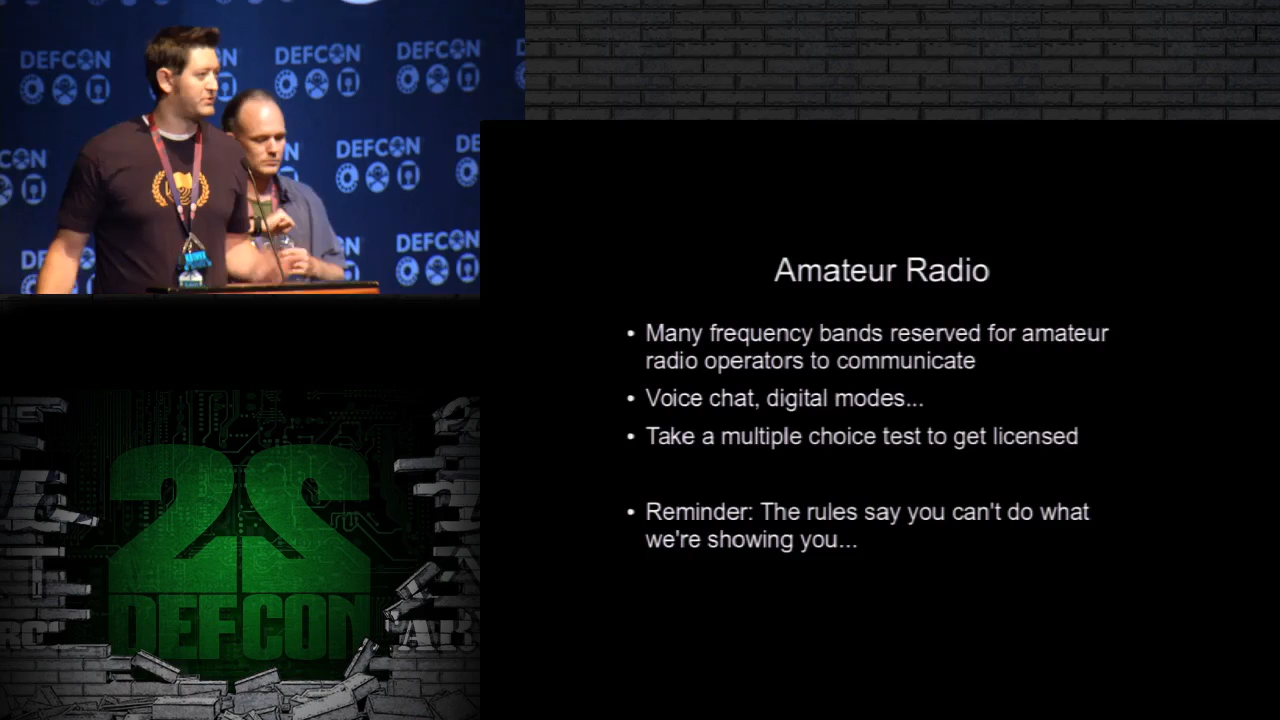 DEFCON
DEFCON
DEFCON
DEFCON
DEFCON
Amateur Radio
• Many frequency bands reserved for amateur
radio operators to communicate
• Voice chat, digital modes...
• Take a multiple choice test to get licensed
• Reminder: The rules say you can't do what
we're showing you...
22
DEFCON